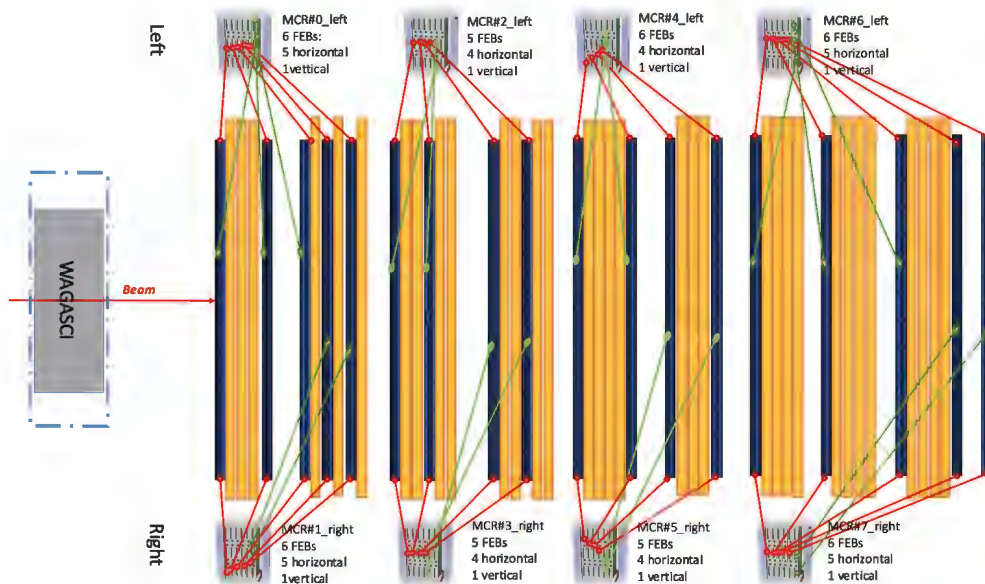 Left
MCR#0_left
6 FEBs:
5 horizontal
1vettical
MCR#2_left
5 FEBs
4 horizontal
1 vertical
MCR#4_left
6 FEBs
4 horizontal
1 vertical
MCR#6_left
6 FEBs
5 horizontal
1 vertical
WAGASCI
Beam
Right
MCR#1_right
6 FEBs
5 horizontal
1vertical
MCR#3_right
5 FEBs
4 horizontal
1 vertical
MCR#5_right
5 FEBs
4 horizontal
1 vertical
MCR#7_right
6 FEBs
5 horizontal
1 vertical